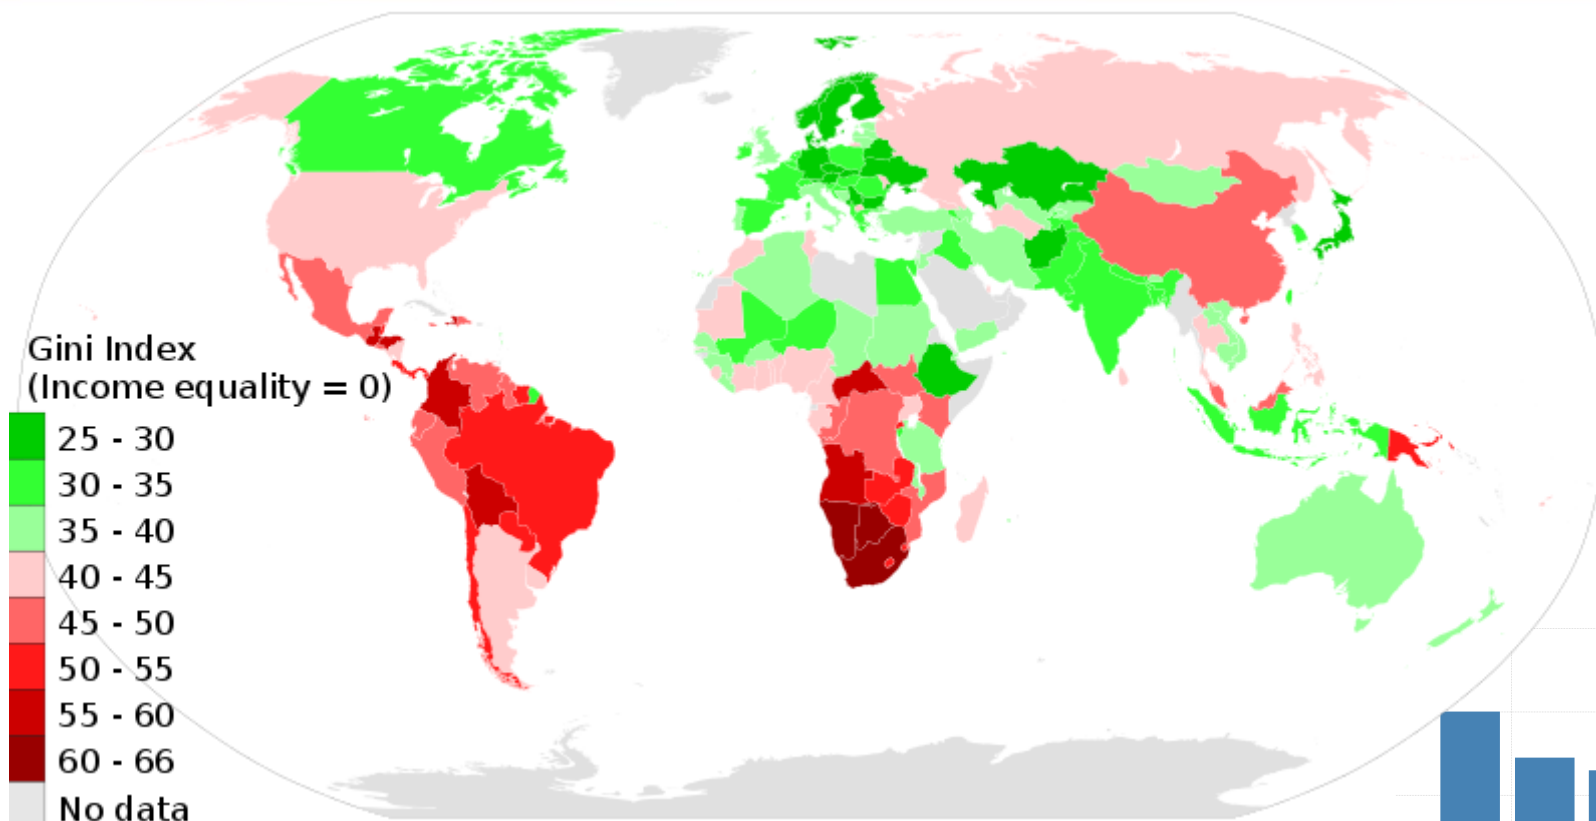 Gini Index
(Income equality = 0)
25 - 30
30 - 35
35 - 40
40 - 45
45 - 50
50 - 55
55 - 60
60 - 66
No data